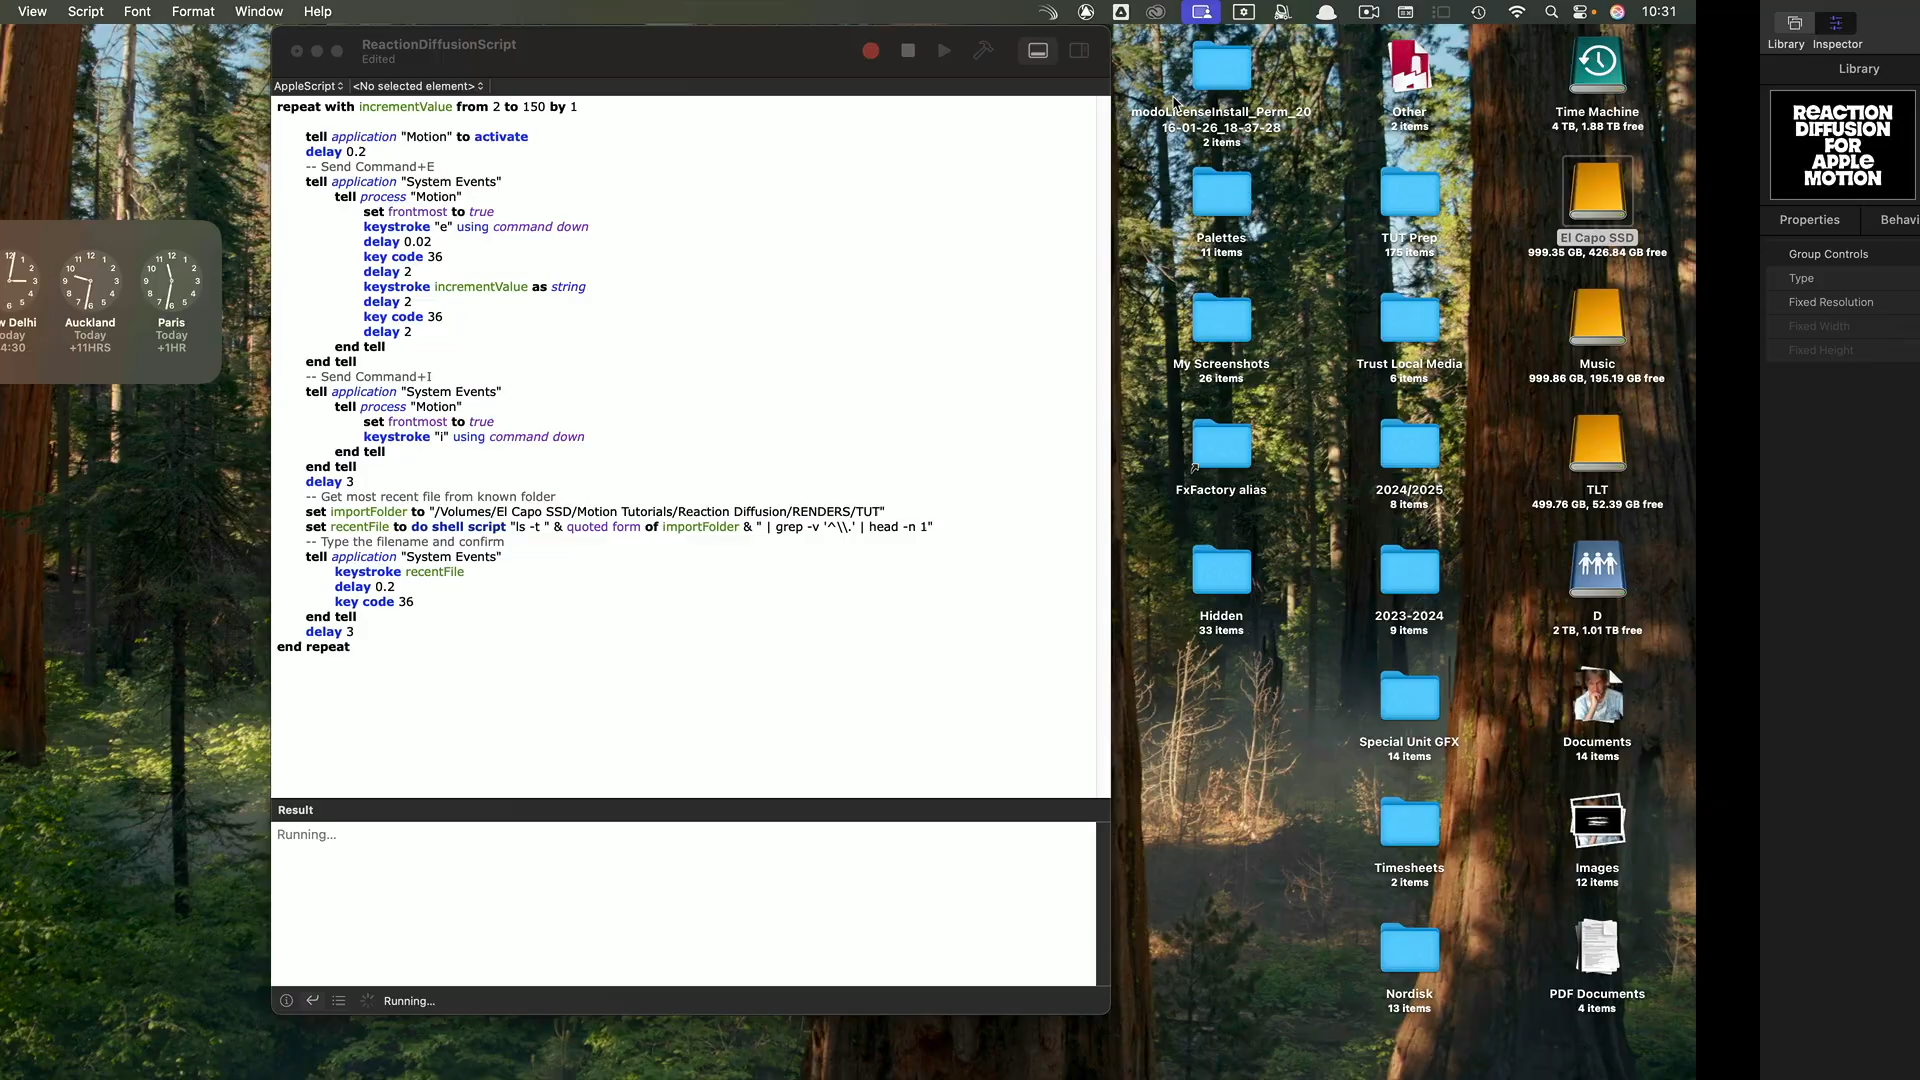 View Script Font Format Window Help 10:31
ReactionDiffusionScript
Edited
AppleScript <No selected element>
repeat with incrementValue from 2 to 150 by 1
tell application "Motion" to activate
delay 0.2
-- Send Command+E
tell application "System Events"
tell process "Motion"
set frontmost to true
keystroke "e" using command down
delay 0.02
key code 36
delay 2
keystroke incrementValue as string
delay 2
key code 36
delay 2
end tell
end tell
-- Send Command+I
tell application "System Events"
tell process "Motion"
set frontmost to true
keystroke "i" using command down
end tell
end tell
delay 3
-- Get most recent file from known folder
set importFolder to "/Volumes/El Capo SSD/Motion Tutorials/Reaction Diffusion/RENDERS/TUT"
set recentFile to do shell script "ls -t " & quoted form of importFolder & " | grep -v '^\\.' | head -n 1"
-- Type the filename and confirm
tell application "System Events"
keystroke recentFile
delay 0.2
key code 36
end tell
delay 3
end repeat
Result
Running...
Running...
w Delhi
oday
4:30
Auckland
Today
+11HRS
Paris
Today
+1HR
modoLicenseInstall_Perm_20
16-01-26_18-37-28
2 items
Other
2 items
Time Machine
4 TB, 1.88 TB free
Palettes
11 items
TUT Prep
175 items
El Capo SSD
999.35 GB, 426.84 GB free
My Screenshots
26 items
Trust Local Media
6 items
Music
999.86 GB, 195.19 GB free
FxFactory alias
2024/2025
8 items
TLT
499.76 GB, 52.39 GB free
Hidden
33 items
2023-2024
9 items
D
2 TB, 1.01 TB free
Special Unit GFX
14 items
Documents
14 items
Timesheets
2 items
Images
12 items
Nordisk
13 items
PDF Documents
4 items
Library Inspector
Library
REACTION
DIFFUSION
FOR
APPLE
MOTION
Properties Behavi
Group Controls
Type
Fixed Resolution
Fixed Width
Fixed Height